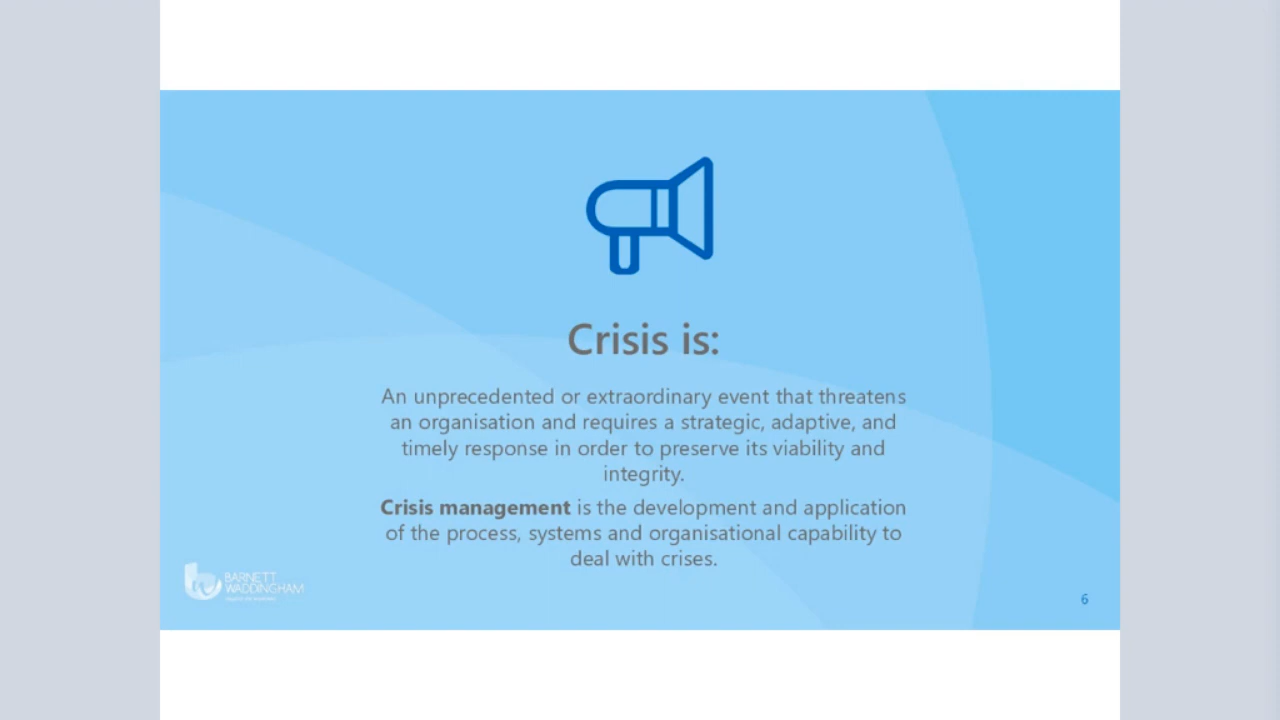 Crisis is:
An unprecedented or extraordinary event that threatens
an organisation and requires a strategic, adaptive, and
timely response in order to preserve its viability and
integrity.
Crisis management is the development and application
of the process, systems and organisational capability to
deal with crises.
BARNETT
WADDINGHAM
6